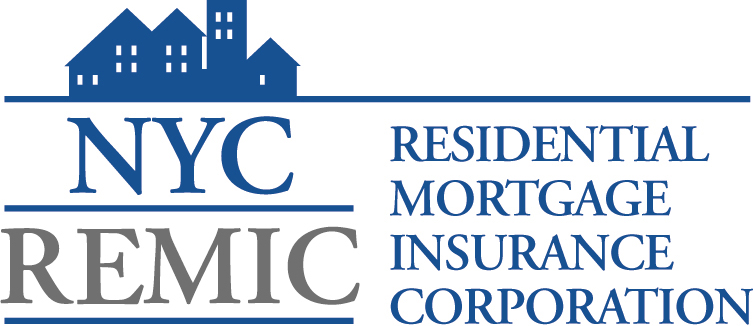 NYC
REMIC
RESIDENTIAL
MORTGAGE
INSURANCE
CORPORATION